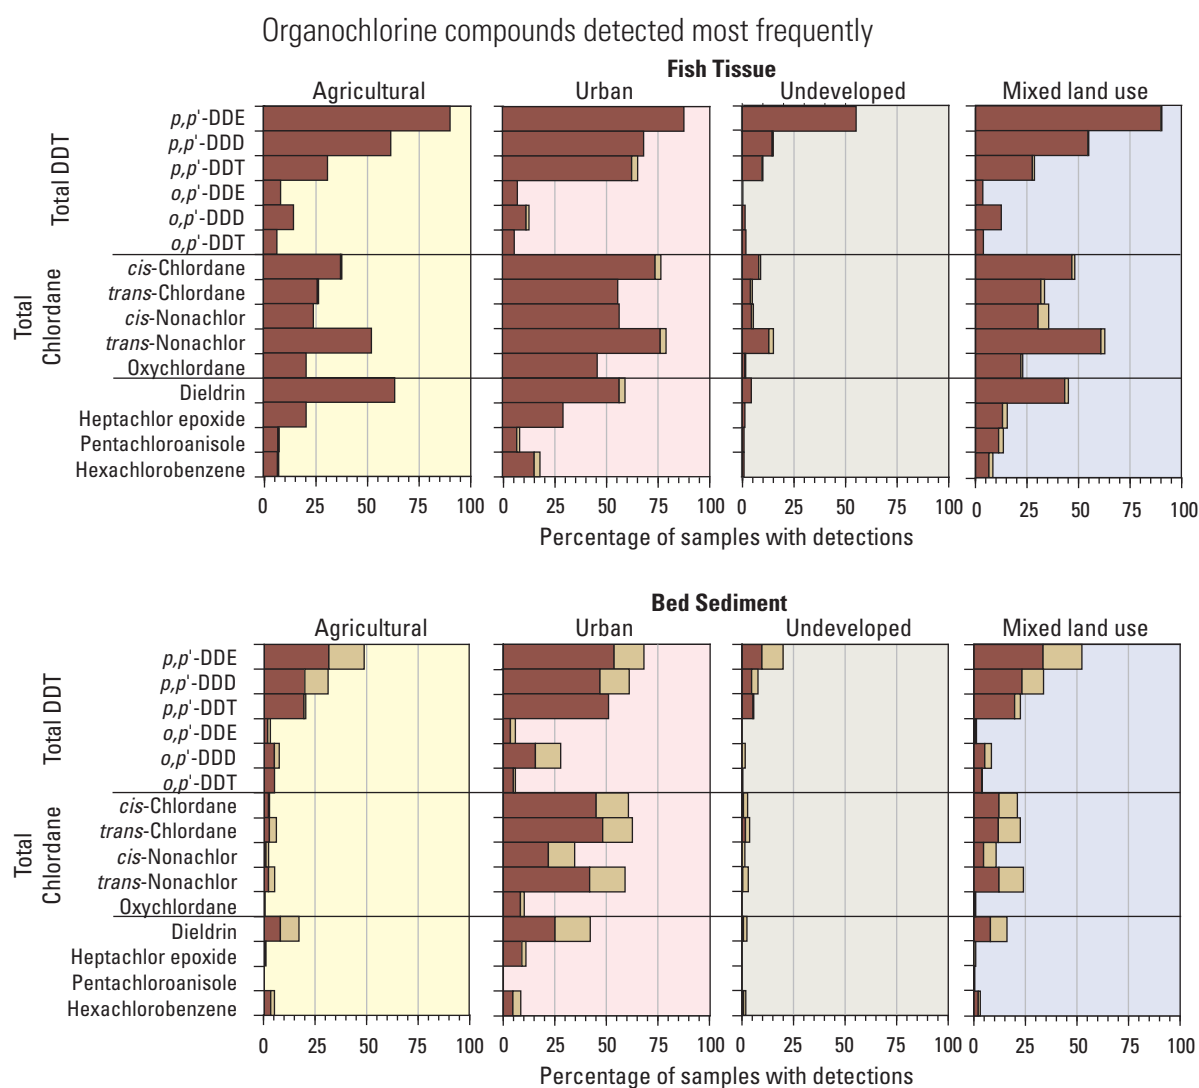 Organochlorine compounds detected most frequently
Fish Tissue
Agricultural Urban Undeveloped Mixed land use
Total DDT
p,p'-DDE
p,p'-DDD
p,p'-DDT
o,p'-DDE
o,p'-DDD
o,p'-DDT
Total
Chlordane
cis-Chlordane
trans-Chlordane
cis-Nonachlor
trans-Nonachlor
Oxychlordane
Dieldrin
Heptachlor epoxide
Pentachloroanisole
Hexachlorobenzene
0 25 50 75 100 0 25 50 75 100 0 25 50 75 100 0 25 50 75 100
Percentage of samples with detections
Bed Sediment
Agricultural Urban Undeveloped Mixed land use
Total DDT
p,p'-DDE
p,p'-DDD
p,p'-DDT
o,p'-DDE
o,p'-DDD
o,p'-DDT
Total
Chlordane
cis-Chlordane
trans-Chlordane
cis-Nonachlor
trans-Nonachlor
Oxychlordane
Dieldrin
Heptachlor epoxide
Pentachloroanisole
Hexachlorobenzene
0 25 50 75 100 0 25 50 75 100 0 25 50 75 100 0 25 50 75 100
Percentage of samples with detections